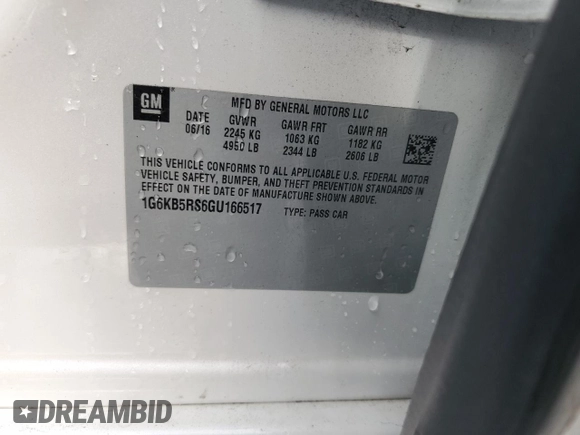 GM
MFD BY GENERAL MOTORS LLC
DATE GVWR GAWR FRT GAWR RR
06/16 2245 KG 1063 KG 1182 KG
4950 LB 2344 LB 2606 LB
THIS VEHICLE CONFORMS TO ALL APPLICABLE U.S. FEDERAL MOTOR
VEHICLE SAFETY, BUMPER, AND THEFT PREVENTION STANDARDS IN
EFFECT ON THE DATE OF MANUFACTURE SHOWN ABOVE.
1G6KB5RS6GU166517 TYPE: PASS CAR
DREAMBID